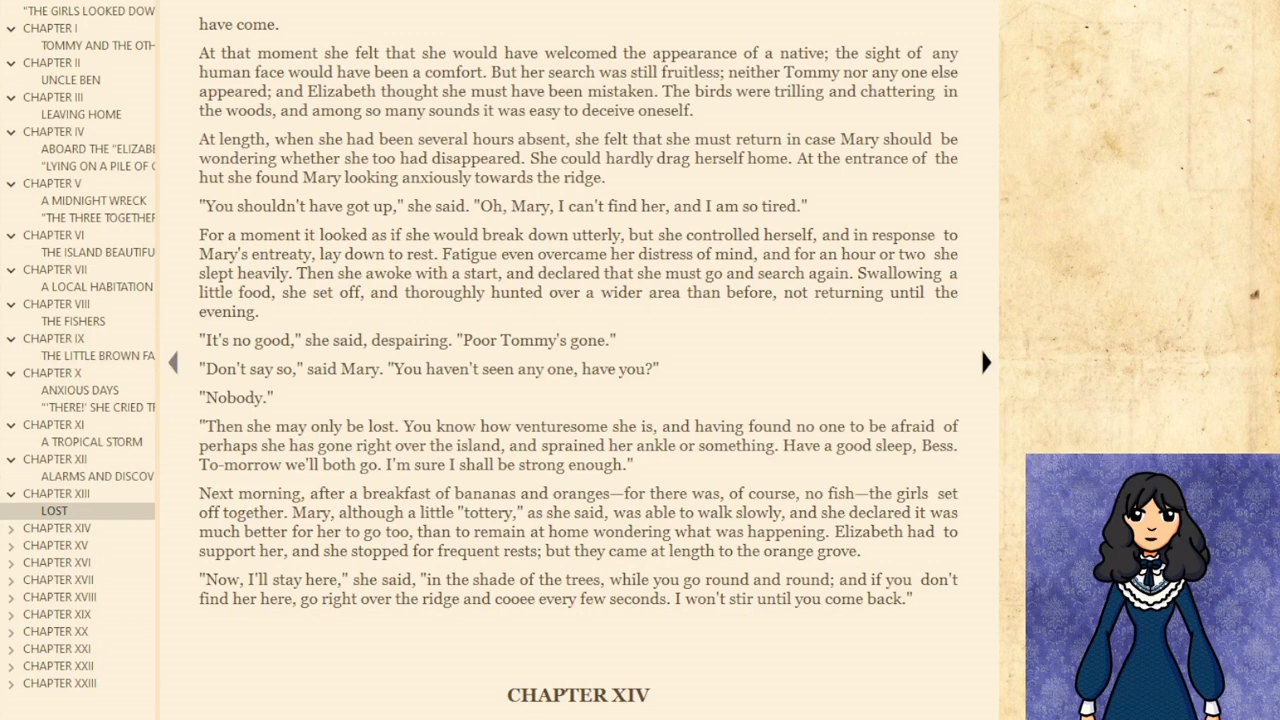 "THE GIRLS LOOKED DOW
CHAPTER I
TOMMY AND THE OTH
CHAPTER II
UNCLE BEN
CHAPTER III
LEAVING HOME
CHAPTER IV
ABOARD THE "ELIZABE
"LYING ON A PILE OF C
CHAPTER V
A MIDNIGHT WRECK
"THE THREE TOGETHER
CHAPTER VI
THE ISLAND BEAUTIFU
CHAPTER VII
A LOCAL HABITATION
CHAPTER VIII
THE FISHERS
CHAPTER IX
THE LITTLE BROWN FA
CHAPTER X
ANXIOUS DAYS
"'THERE!' SHE CRIED TR
CHAPTER XI
A TROPICAL STORM
CHAPTER XII
ALARMS AND DISCOV
CHAPTER XIII
LOST
CHAPTER XIV
CHAPTER XV
CHAPTER XVI
CHAPTER XVII
CHAPTER XVIII
CHAPTER XIX
CHAPTER XX
CHAPTER XXI
CHAPTER XXII
CHAPTER XXIII
have come.
At that moment she felt that she would have welcomed the appearance of a native; the sight of any
human face would have been a comfort. But her search was still fruitless; neither Tommy nor any one else
appeared; and Elizabeth thought she must have been mistaken. The birds were trilling and chattering in
the woods, and among so many sounds it was easy to deceive oneself.
At length, when she had been several hours absent, she felt that she must return in case Mary should be
wondering whether she too had disappeared. She could hardly drag herself home. At the entrance of the
hut she found Mary looking anxiously towards the ridge.
"You shouldn't have got up," she said. "Oh, Mary, I can't find her, and I am so tired."
For a moment it looked as if she would break down utterly, but she controlled herself, and in response to
Mary's entreaty, lay down to rest. Fatigue even overcame her distress of mind, and for an hour or two she
slept heavily. Then she awoke with a start, and declared that she must go and search again. Swallowing a
little food, she set off, and thoroughly hunted over a wider area than before, not returning until the
evening.
"It's no good," she said, despairing. "Poor Tommy's gone."
"Don't say so," said Mary. "You haven't seen any one, have you?"
"Nobody."
"Then she may only be lost. You know how venturesome she is, and having found no one to be afraid of
perhaps she has gone right over the island, and sprained her ankle or something. Have a good sleep, Bess.
To-morrow we'll both go. I'm sure I shall be strong enough."
Next morning, after a breakfast of bananas and oranges—for there was, of course, no fish—the girls set
off together. Mary, although a little "tottery," as she said, was able to walk slowly, and she declared it was
much better for her to go too, than to remain at home wondering what was happening. Elizabeth had to
support her, and she stopped for frequent rests; but they came at length to the orange grove.
"Now, I'll stay here," she said, "in the shade of the trees, while you go round and round; and if you don't
find her here, go right over the ridge and cooee every few seconds. I won't stir until you come back."
CHAPTER XIV